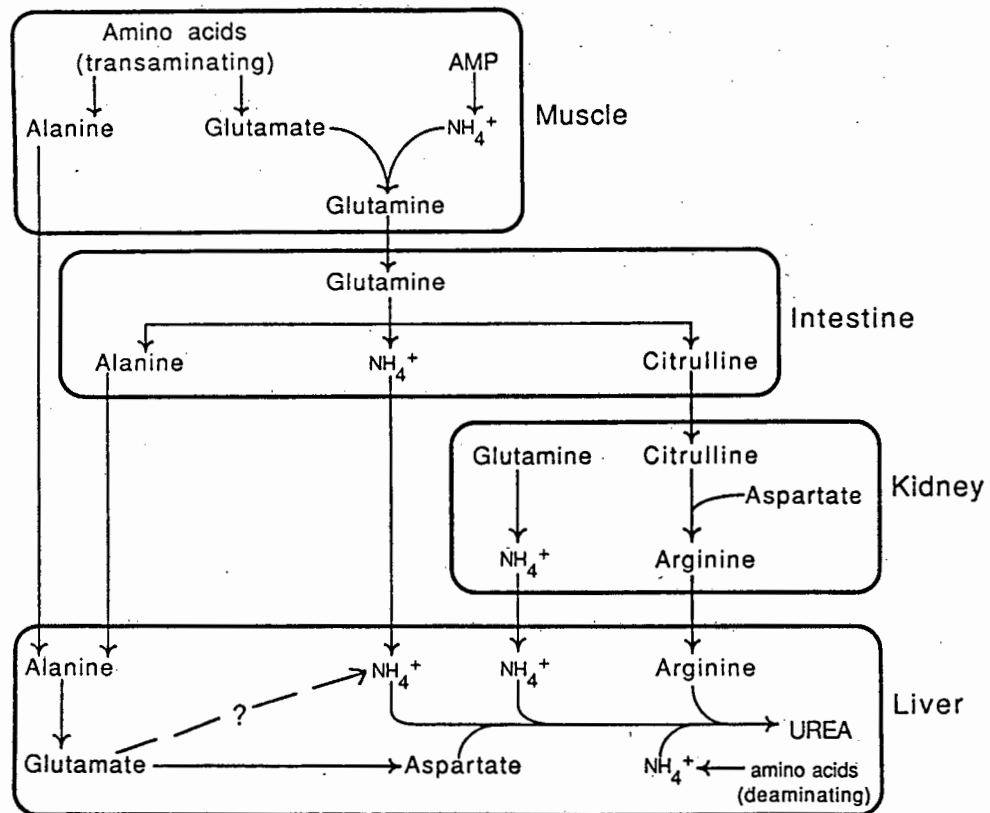 Amino acids
(transaminating)
AMP
Alanine
Glutamate
NH4+
Muscle
Glutamine
Glutamine
Intestine
Alanine
NH4+
Citrulline
Glutamine
Citrulline
Kidney
Aspartate
NH4+
Arginine
Alanine
NH4+
NH4+
Arginine
Liver
?
UREA
Glutamate
Aspartate
NH4+
amino acids
(deaminating)